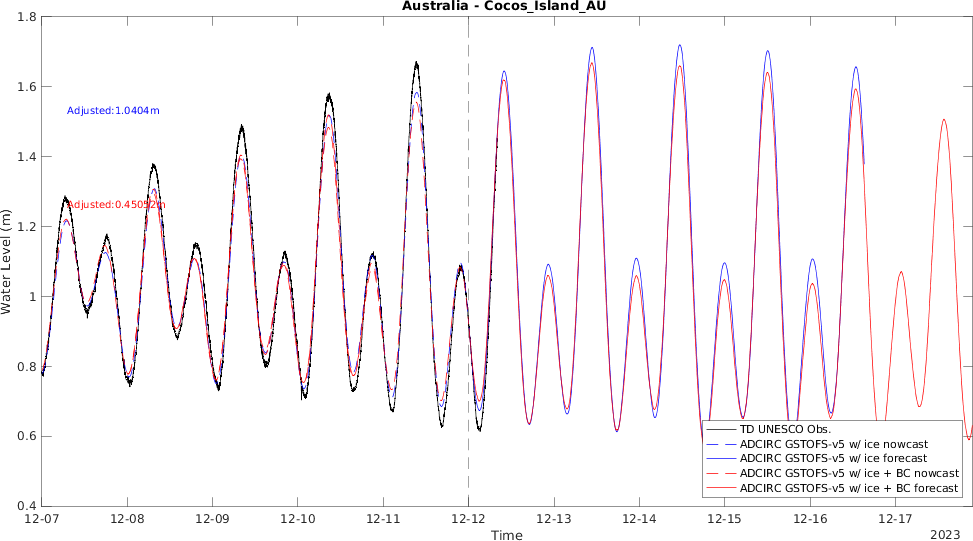 Australia - Cocos_Island_AU
1.8
1.6
1.4
1.2
1
0.8
0.6
0.4
Water Level (m)
Adjusted:1.0404m
TD UNESCO Obs.
ADCIRC GSTOFS-v5 w/ ice nowcast
ADCIRC GSTOFS-v5 w/ ice forecast
ADCIRC GSTOFS-v5 w/ ice + BC nowcast
ADCIRC GSTOFS-v5 w/ ice + BC forecast
12-07 12-08 12-09 12-10 12-11 12-12 12-13 12-14 12-15 12-16 12-17
Time
2023